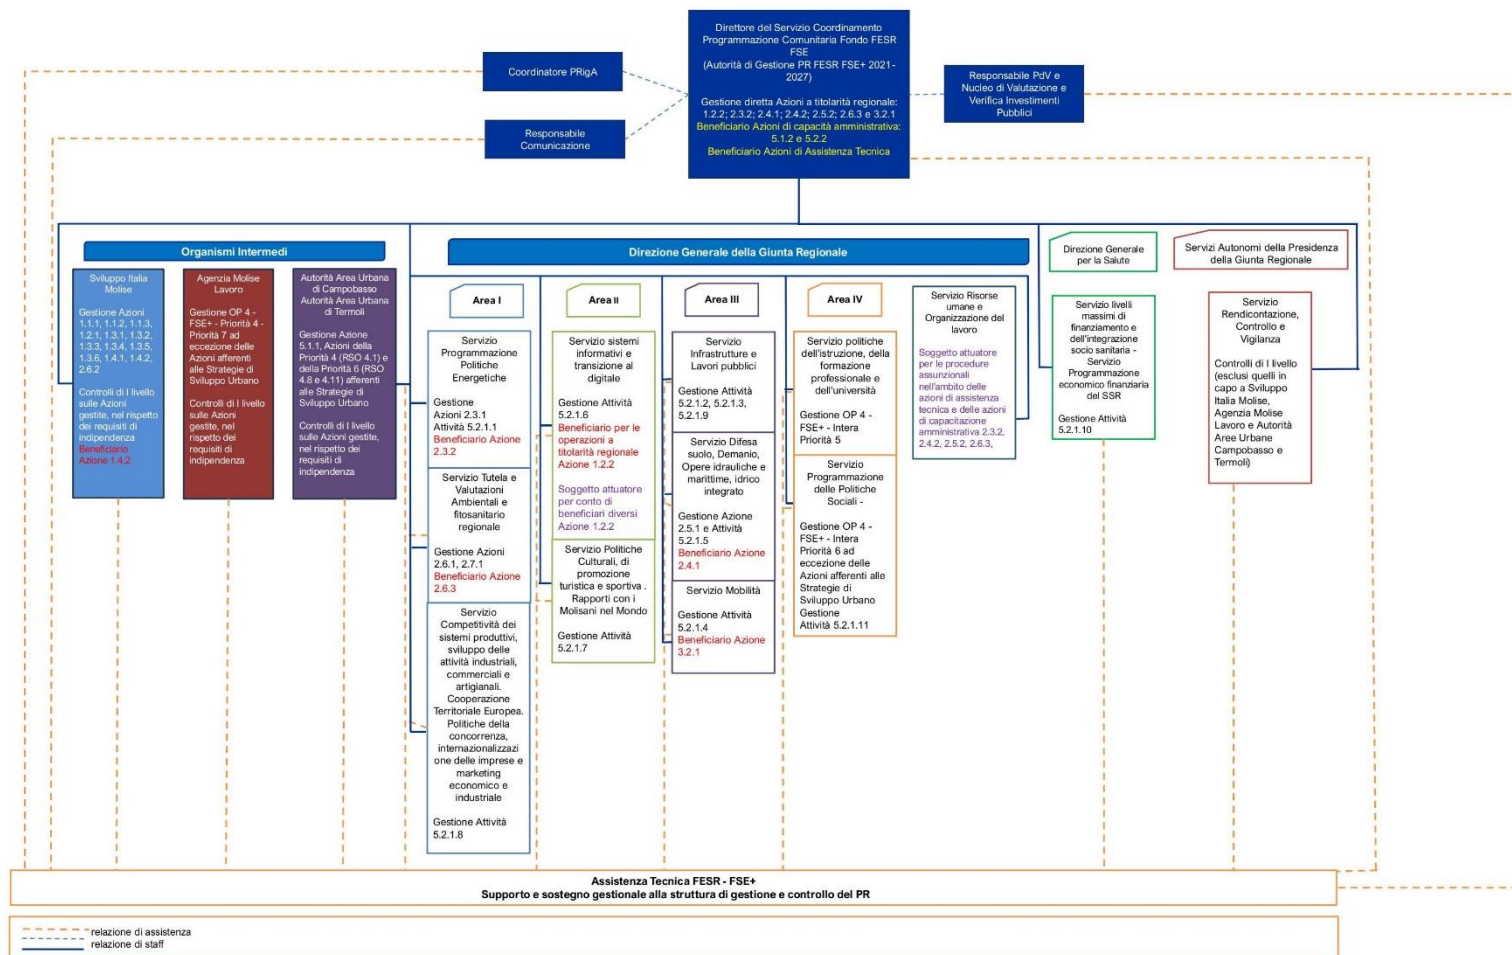 Direttore del Servizio Coordinamento
Programmazione Comunitaria Fondo FESR
FSE
(Autorità di Gestione PR FESR FSE+ 2021-
2027)
Gestione diretta Azioni a titolarità regionale:
1.2.2; 2.3.2; 2.4.1; 2.4.2; 2.5.2; 2.6.3 e 3.2.1
Beneficiario Azioni di capacità amministrativa:
5.1.2 e 5.2.2
Beneficiario Azioni di Assistenza Tecnica
Coordinatore PRigA
Responsabile
Comunicazione
Responsabile PdV e
Nucleo di Valutazione e
Verifica Investimenti
Pubblici
Organismi Intermedi
Sviluppo Italia
Molise
Gestione Azioni
1.1.1, 1.1.2, 1.1.3,
1.2.1, 1.3.1, 1.3.2,
1.3.3, 1.3.4, 1.3.5,
1.3.6, 1.4.1, 1.4.2,
2.6.2
Controlli di I livello
sulle Azioni
gestite, nel rispetto
dei requisiti di
indipendenza
Beneficiario
Azione 1.4.2
Agenzia Molise
Lavoro
Gestione OP 4 -
FSE+ - Priorità 4 -
Priorità 7 ad
eccezione delle
Azioni afferenti
alle Strategie di
Sviluppo Urbano
Controlli di I livello
sulle Azioni
gestite, nel
rispetto dei
requisiti di
indipendenza
Autorità Area Urbana
di Campobasso
Autorità Area Urbana
di Termoli
Gestione Azione
5.1.1, Azioni della
Priorità 4 (RSO 4.1) e
della Priorità 6 (RSO
4.8 e 4.11) afferenti
alle Strategie di
Sviluppo Urbano
Controlli di I livello
sulle Azioni gestite,
nel rispetto dei
requisiti di
indipendenza
Direzione Generale della Giunta Regionale
Area I
Servizio
Programmazione
Politiche
Energetiche
Gestione
Azioni 2.3.1
Attività 5.2.1.1
Beneficiario Azione
2.3.2
Servizio Tutela e
Valutazioni
Ambientali e
fitosanitario
regionale
Gestione Azioni
2.6.1, 2.7.1
Beneficiario Azione
2.6.3
Servizio
Competitività dei
sistemi produttivi,
sviluppo delle
attività industriali,
commerciali e
artigianali.
Cooperazione
Territoriale Europea.
Politiche della
concorrenza,
internazionalizzazi
one delle imprese e
marketing
economico e
industriale
Gestione Attività
5.2.1.8
Area II
Servizio sistemi
informativi e
transizione al
digitale
Gestione Attività
5.2.1.6
Beneficiario per le
operazioni a
titolarità regionale
Azione 1.2.2
Soggetto attuatore
per conto di
beneficiari diversi
Azione 1.2.2
Servizio Politiche
Culturali, di
promozione
turistica e sportiva .
Rapporti con i
Molisani nel Mondo
Gestione Attività
5.2.1.7
Area III
Servizio
Infrastrutture e
Lavori pubblici
Gestione Attività
5.2.1.2, 5.2.1.3,
5.2.1.9
Servizio Difesa
suolo, Demanio,
Opere idrauliche e
marittime, idrico
integrato
Gestione Azione
2.5.1 e Attività
5.2.1.5
Beneficiario Azione
2.4.1
Servizio Mobilità
Gestione Attività
5.2.1.4
Beneficiario Azione
3.2.1
Area IV
Servizio politiche
dell'istruzione, della
formazione
professionale e
dell'università
Gestione OP 4 -
FSE+ - Intera
Priorità 5
Servizio
Programmazione
delle Politiche
Sociali -
Gestione OP 4 -
FSE+ - Intera
Priorità 6 ad
eccezione delle
Azioni afferenti alle
Strategie di
Sviluppo Urbano
Gestione
Attività 5.2.1.11
Servizio Risorse
umane e
Organizzazione del
lavoro
Soggetto attuatore
per le procedure
assunzionali
nell'ambito delle
azioni di assistenza
tecnica e delle azioni
di capacitazione
amministrativa 2.3.2,
2.4.2, 2.5.2, 2.6.3,
Direzione Generale
per la Salute
Servizio livelli
massimi di
finanziamento e
dell'integrazione
socio sanitaria -
Servizio
Programmazione
economico finanziaria
del SSR
Gestione Attività
5.2.1.10
Servizi Autonomi della Presidenza
della Giunta Regionale
Servizio
Rendicontazione,
Controllo e
Vigilanza
Controlli di I livello
(esclusi quelli in
capo a Sviluppo
Italia Molise,
Agenzia Molise
Lavoro e Autorità
Aree Urbane
Campobasso e
Termoli)
Assistenza Tecnica FESR - FSE+
Supporto e sostegno gestionale alla struttura di gestione e controllo del PR
relazione di assistenza
relazione di staff